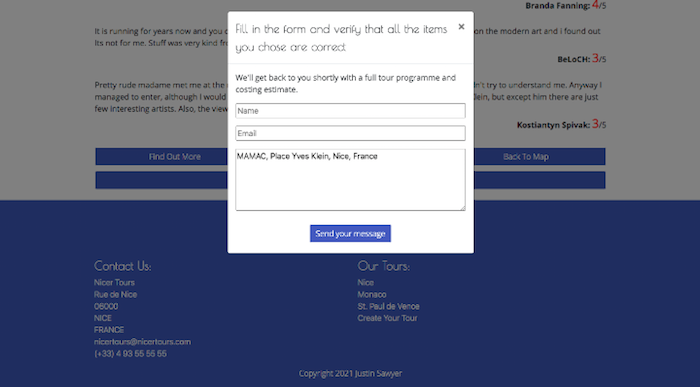 Branda Fanning: 4/5
It is running for years now and you c
on the modern art and i found out
Its not for me. Stuff was very kind fro
BeLoCH: 3/5
Pretty rude madame met me at the
n't try to understand me. Anyway I
managed to enter, although I would
lein, but except him there are just
few interesting artists. Also, the view
Kostiantyn Spivak: 3/5
Find Out More
Back To Map
Fill in the form and verify that all the items
you chose are correct
×
We'll get back to you shortly with a full tour programme and
costing estimate.
Name
Email
MAMAC, Place Yves Klein, Nice, France
Send your message
Contact Us:
Nicer Tours
Rue de Nice
06000
NICE
FRANCE
nicertours@nicertours.com
(+33) 4 93 55 55 55
Our Tours:
Nice
Monaco
St. Paul de Vence
Create Your Tour
Copyright 2021 Justin Sawyer